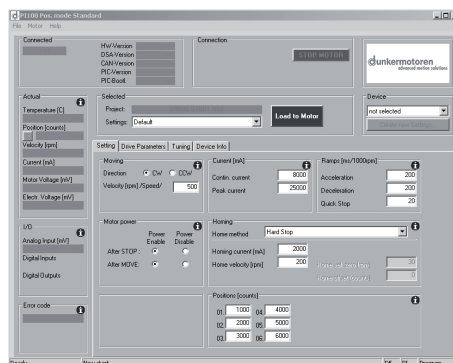 PI1100 Pos. mode Standard
File Motor Help
Connected
HW-Version
DSA-Version
CAN-Version
PIC-Version
PIC-Bootl.
Connection
STOP MOTOR
dunkermotoren
advanced motion solutions
Actual
Temperature [C]
Position [counts]
Velocity [rpm]
Current [mA]
Motor Voltage [mV]
Electr. Voltage [mV]
I/O
Analog Input [mV]
Digital Inputs
Digital Outputs
Error code
Selected
Project:
Settings: Default
Load to Motor
Device
not selected
Setting Drive Parameters Tuning Device Info
Moving
Direction CW CCW
Velocity [rpm] /Speed/ 500
Current [mA]
Contin. current 8000
Peak current 25000
Ramps [ms/1000rpm]
Acceleration 200
Deceleration 200
Quick Stop 20
Motor power
Power Enable Power Disable
After STOP:
After MOVE:
Homing
Home method Hard Stop
Homing current [mA] 2000
Home velocity [rpm] 200
30
0
Positions [counts]
01. 1000 04. 4000
02. 2000 05. 5000
03. 3000 06. 6000
Ready